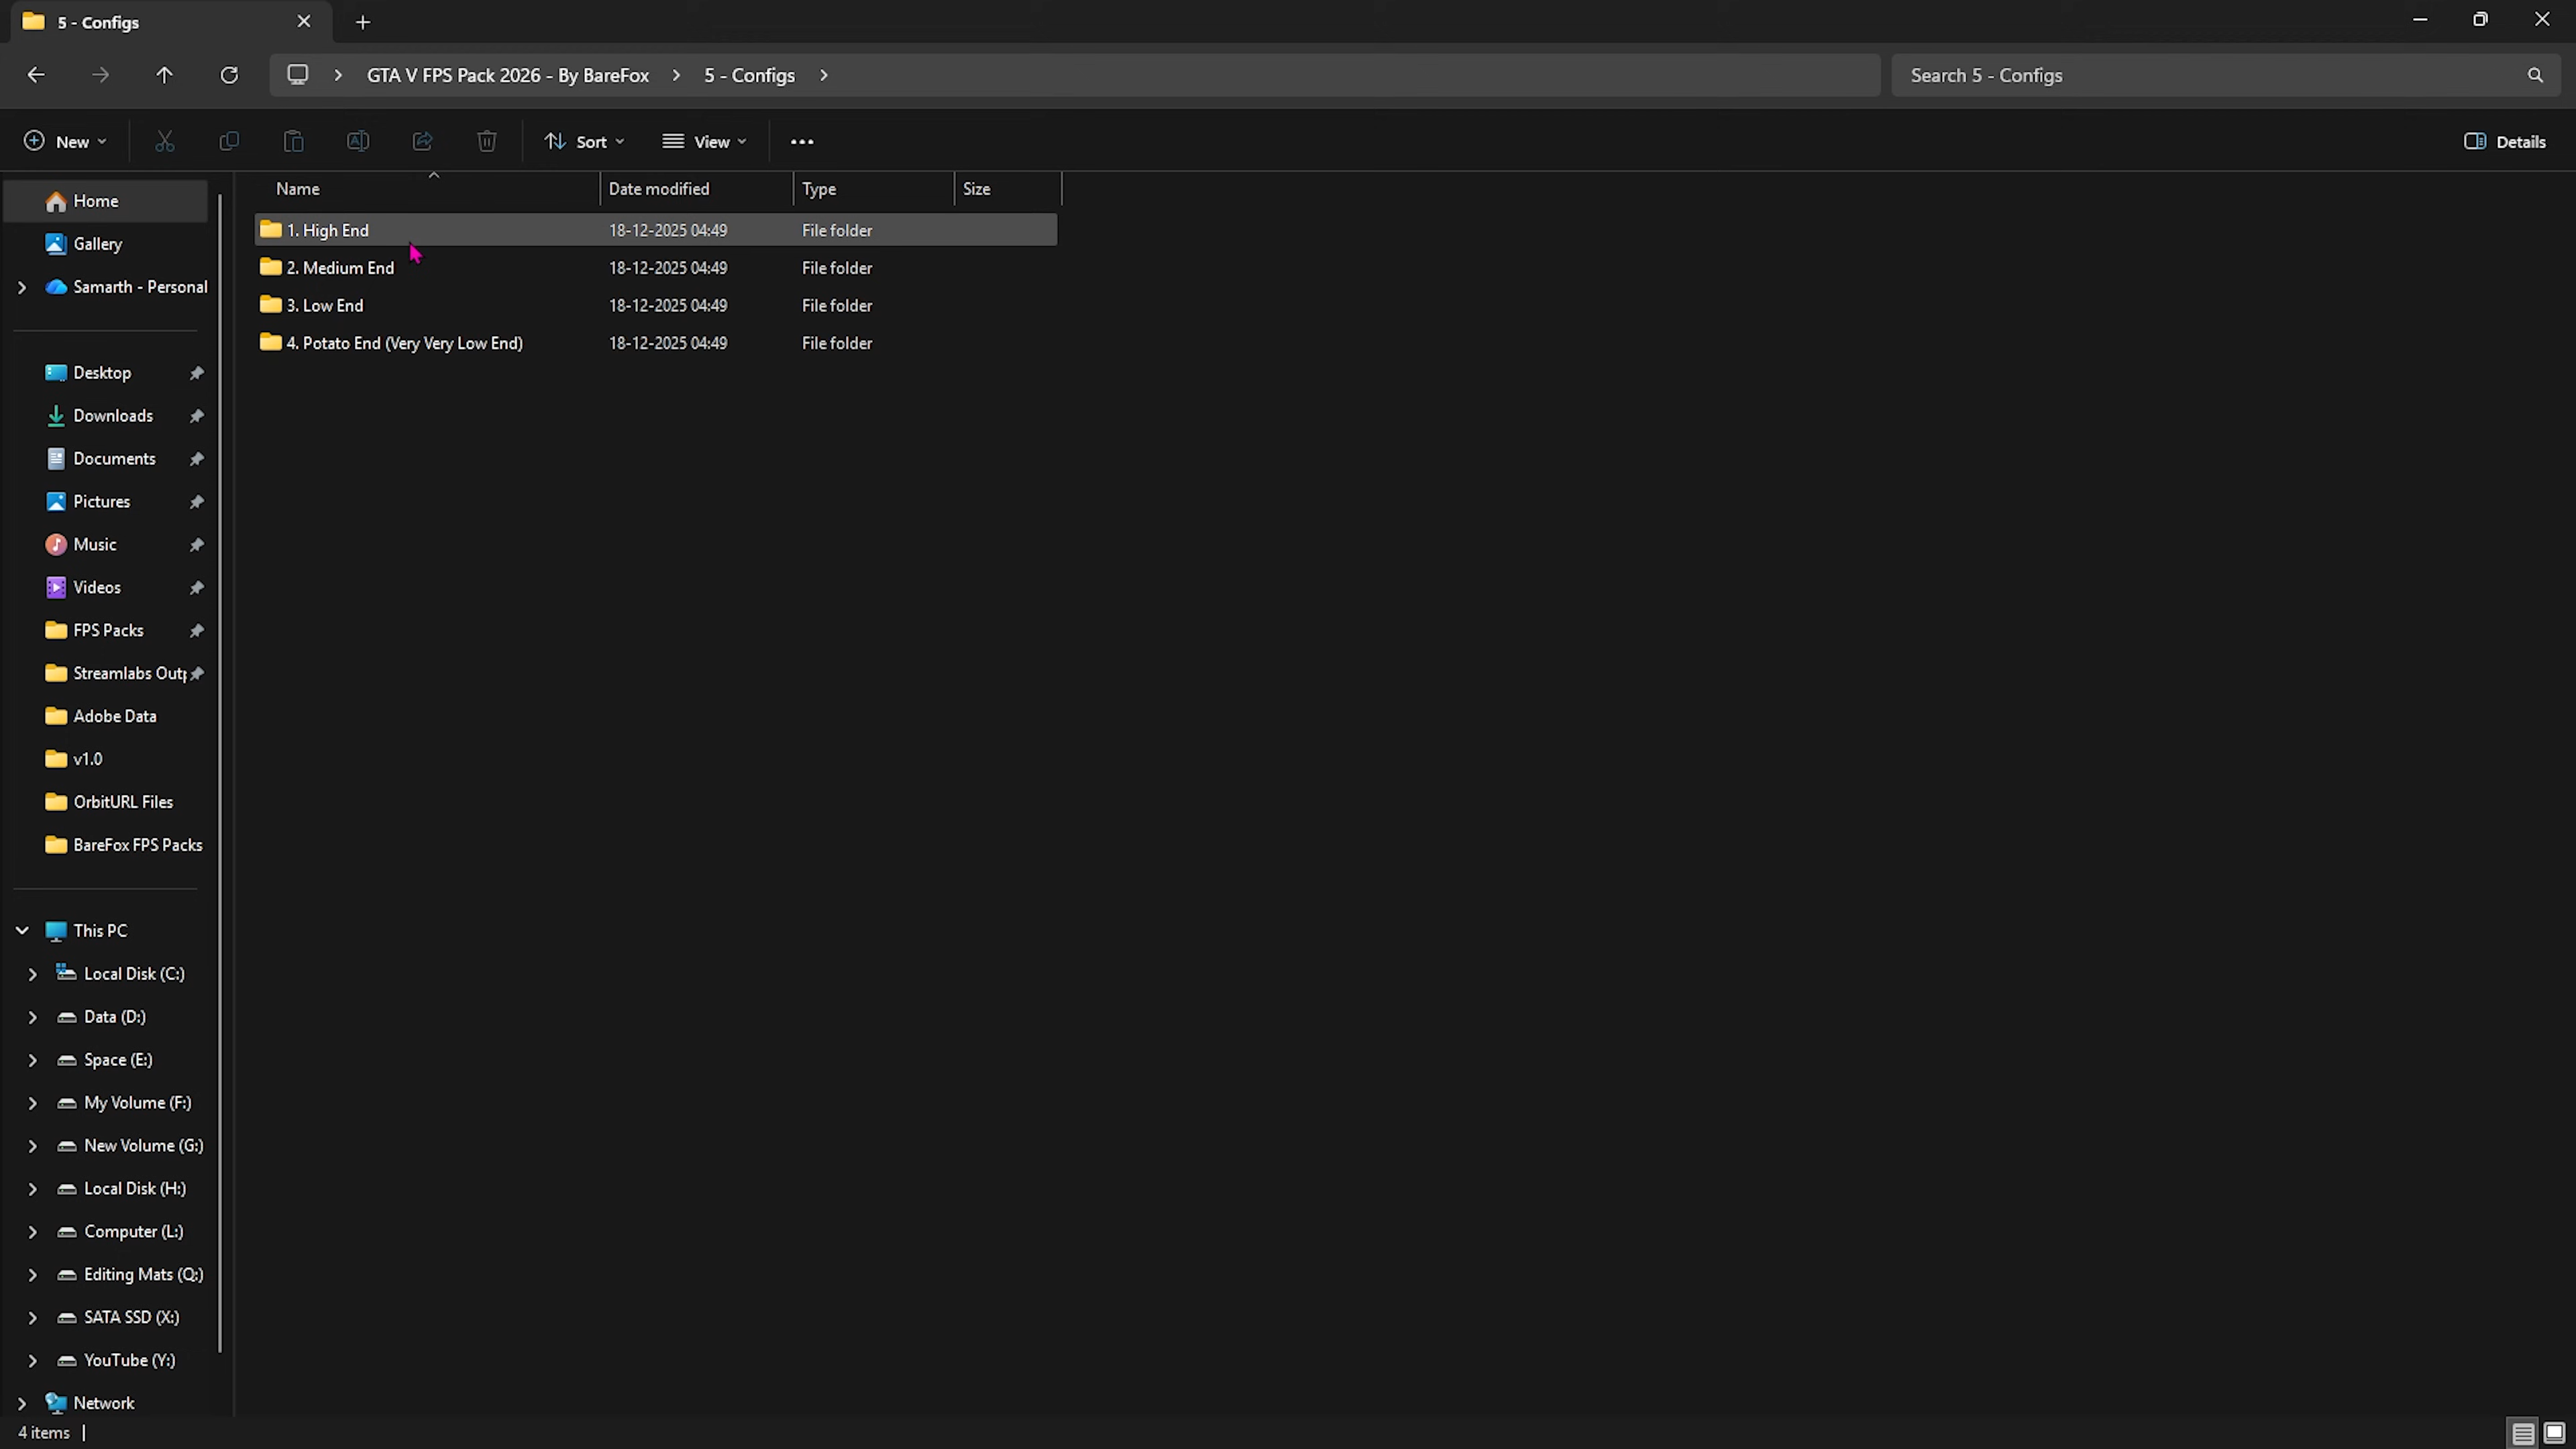 5 - Configs
GTA V FPS Pack 2026 - By BareFox
5 - Configs
Search 5 - Configs
New
Sort
View
Details
Name
Date modified
Type
Size
1. High End 18-12-2025 04:49 File folder
2. Medium End 18-12-2025 04:49 File folder
3. Low End 18-12-2025 04:49 File folder
4. Potato End (Very Very Low End) 18-12-2025 04:49 File folder
Home
Gallery
Samarth - Personal
Desktop
Downloads
Documents
Pictures
Music
Videos
FPS Packs
Streamlabs Out
Adobe Data
v1.0
OrbitURL Files
BareFox FPS Packs
This PC
Local Disk (C:)
Data (D:)
Space (E:)
My Volume (F:)
New Volume (G:)
Local Disk (H:)
Computer (L:)
Editing Mats (Q:)
SATA SSD (X:)
YouTube (Y:)
Network
4 items